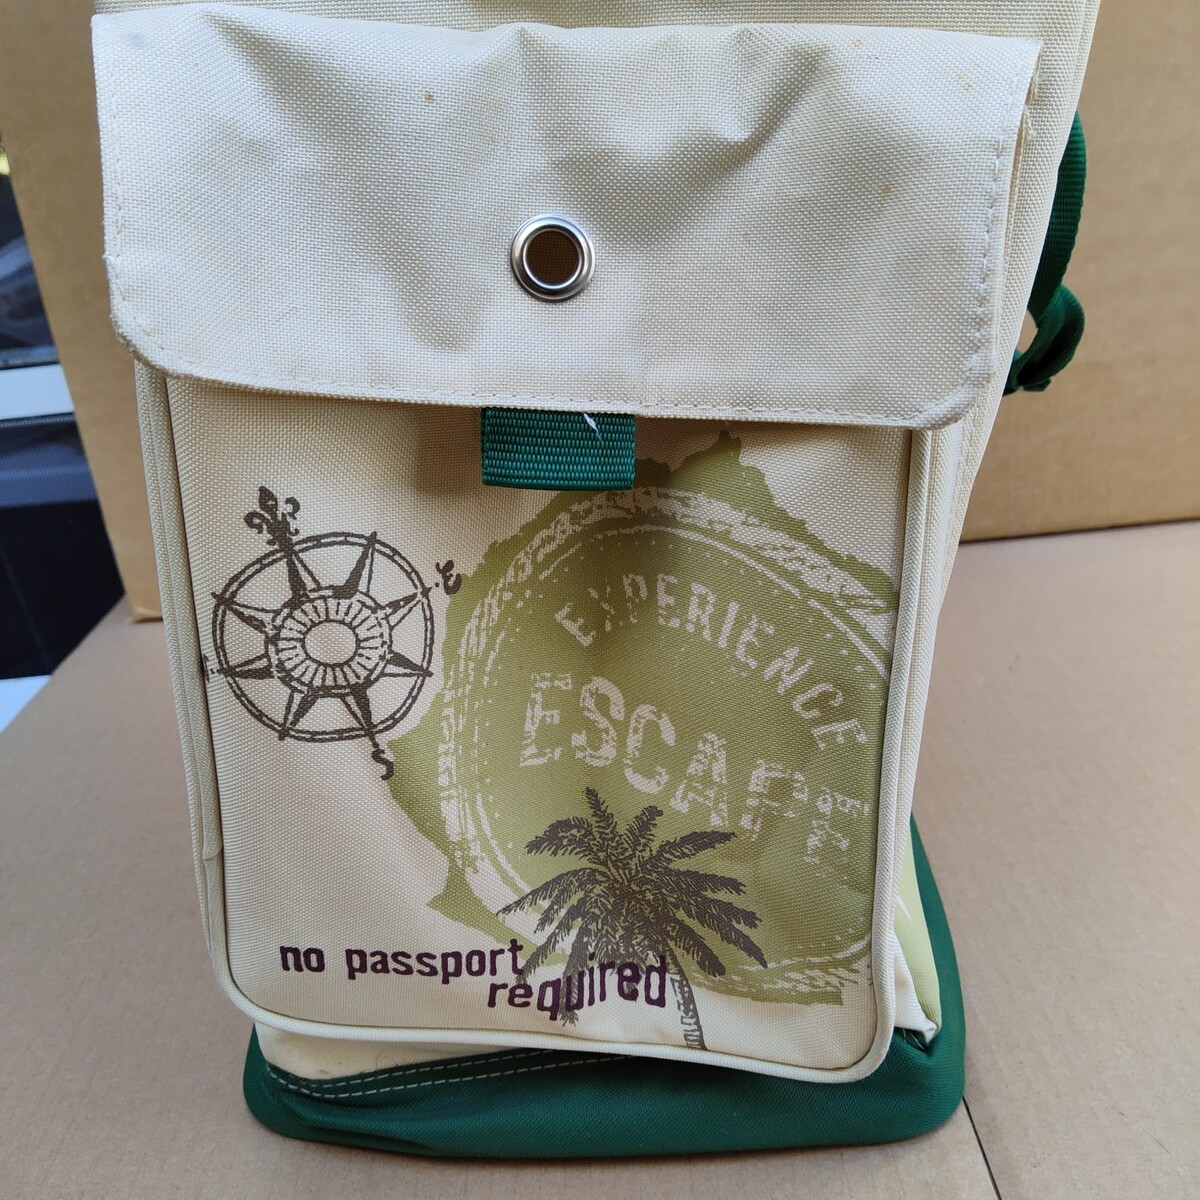 E
S
EXPERIENCE
ESCAPE
no passport
required